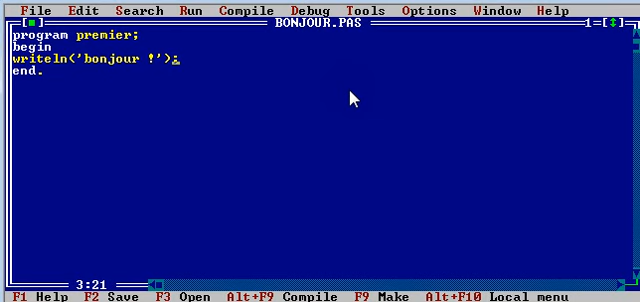 File Edit Search Run Compile Debug Tools Options Window Help
BONJOUR.PAS 1
program premier;
begin
writeln('bonjour !');
end.
3:21
F1 Help F2 Save F3 Open Alt+F9 Compile F9 Make Alt+F10 Local menu